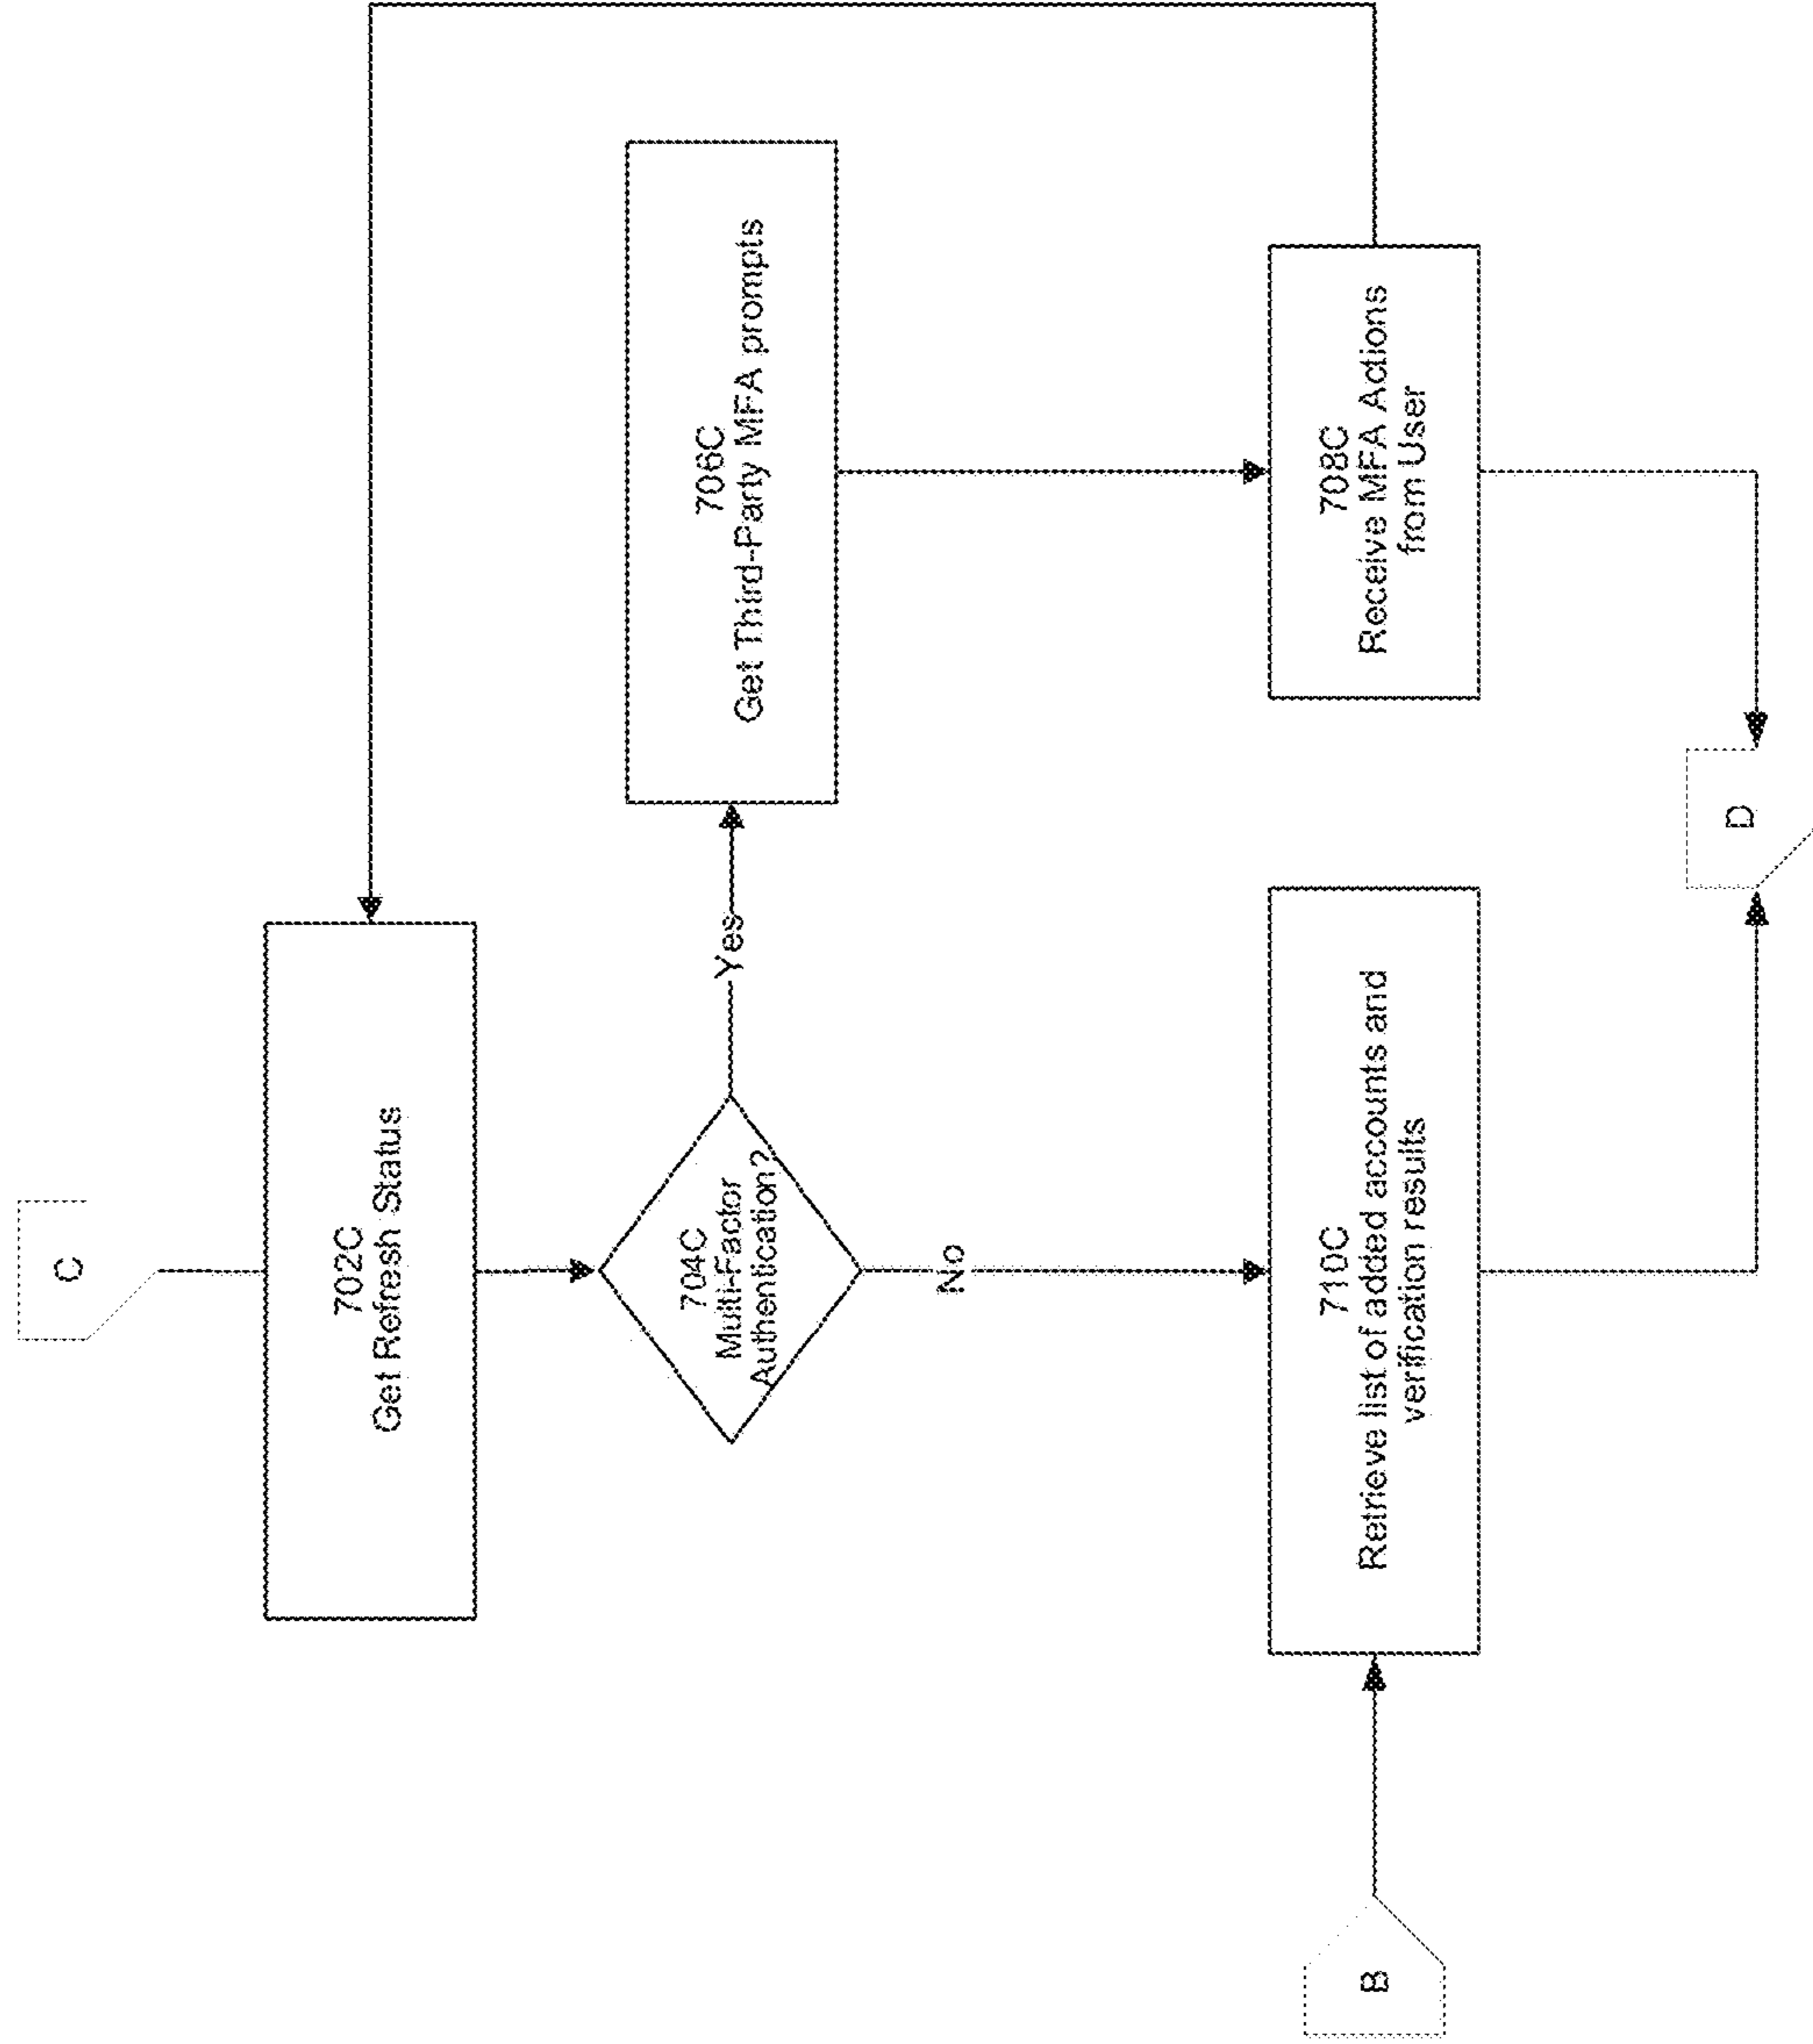 C
702C
Get Refresh Status
704C
Multi-Factor
Authentication?
Yes
706C
Get Third-Party MFA prompts
No
708C
Receive MFA Actions
from User
B
710C
Retrieve list of added accounts and
verification results
D